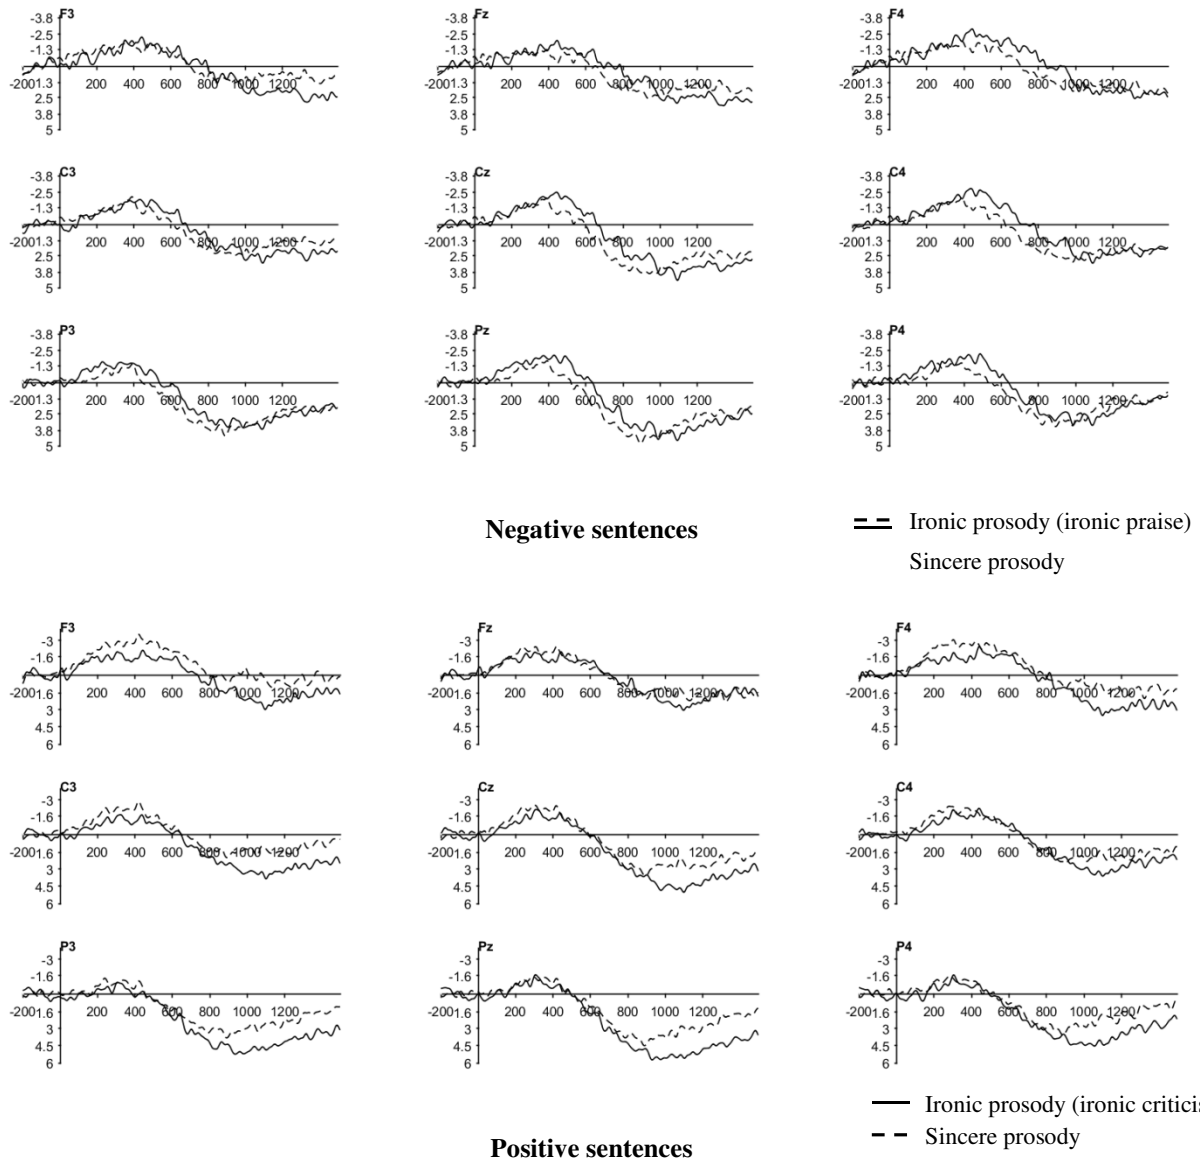 F3 Fz F4
-3.8 -3.8 -3.8
-2.5 -2.5 -2.5
-1.3 -1.3 -1.3
-200 1.3 200 400 600 800 1000 1200 -200 1.3 200 400 600 800 1000 1200 -200 1.3 200 400 600 800 1000 1200
2.5 2.5 2.5
3.8 3.8 3.8
5 5 5
C3 Cz C4
-3.8 -3.8 -3.8
-2.5 -2.5 -2.5
-1.3 -1.3 -1.3
-200 1.3 200 400 600 800 1000 1200 -200 1.3 200 400 600 800 1000 1200 -200 1.3 200 400 600 800 1000 1200
2.5 2.5 2.5
3.8 3.8 3.8
5 5 5
P3 Pz P4
-3.8 -3.8 -3.8
-2.5 -2.5 -2.5
-1.3 -1.3 -1.3
-200 1.3 200 400 600 800 1000 1200 -200 1.3 200 400 600 800 1000 1200 -200 1.3 200 400 600 800 1000 1200
2.5 2.5 2.5
3.8 3.8 3.8
5 5 5
Negative sentences
Ironic prosody (ironic praise)
Sincere prosody
F3 Fz F4
-3 -3 -3
-1.6 -1.6 -1.6
-200 1.6 200 400 600 800 1000 1200 -200 1.6 200 400 600 800 1000 1200 -200 1.6 200 400 600 800 1000 1200
3 3 3
4.5 4.5 4.5
6 6 6
C3 Cz C4
-3 -3 -3
-1.6 -1.6 -1.6
-200 1.6 200 400 600 800 1000 1200 -200 1.6 200 400 600 800 1000 1200 -200 1.6 200 400 600 800 1000 1200
3 3 3
4.5 4.5 4.5
6 6 6
P3 Pz P4
-3 -3 -3
-1.6 -1.6 -1.6
-200 1.6 200 400 600 800 1000 1200 -200 1.6 200 400 600 800 1000 1200 -200 1.6 200 400 600 800 1000 1200
3 3 3
4.5 4.5 4.5
6 6 6
Ironic prosody (ironic criticis
Sincere prosody
Positive sentences